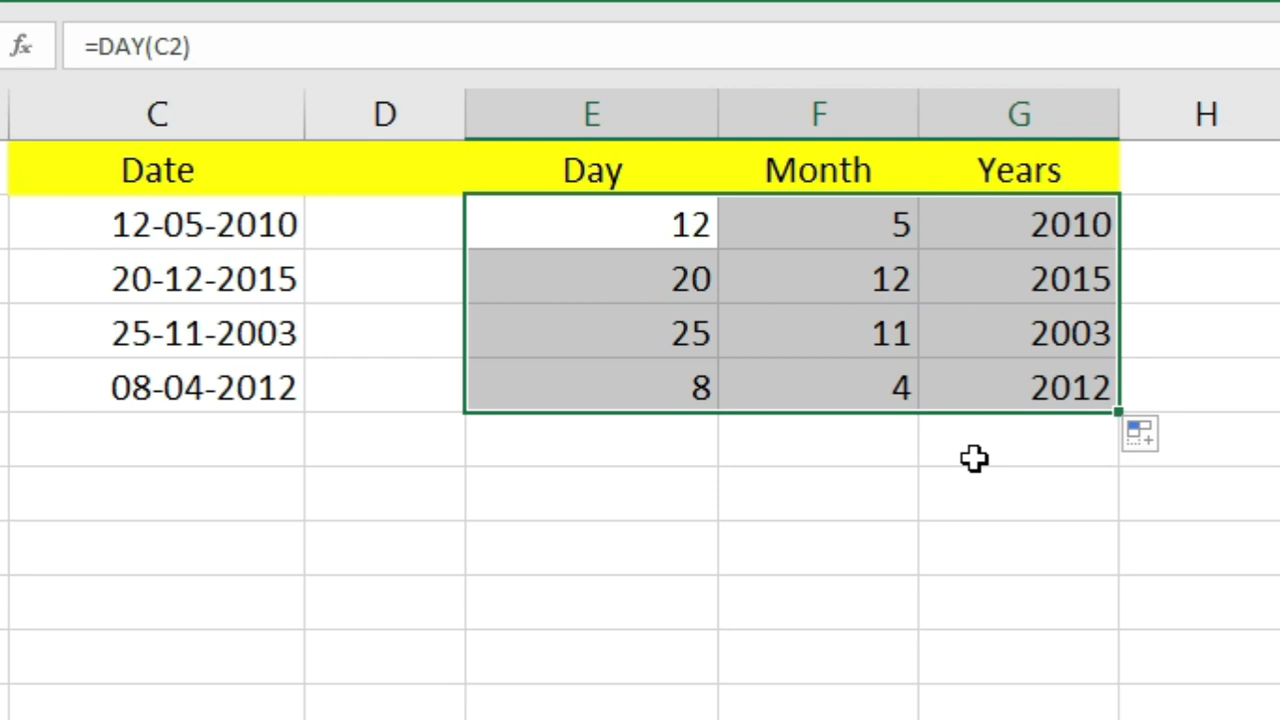 fx =DAY(C2)
C D E F G H
Date Day Month Years
12-05-2010 12 5 2010
20-12-2015 20 12 2015
25-11-2003 25 11 2003
08-04-2012 8 4 2012